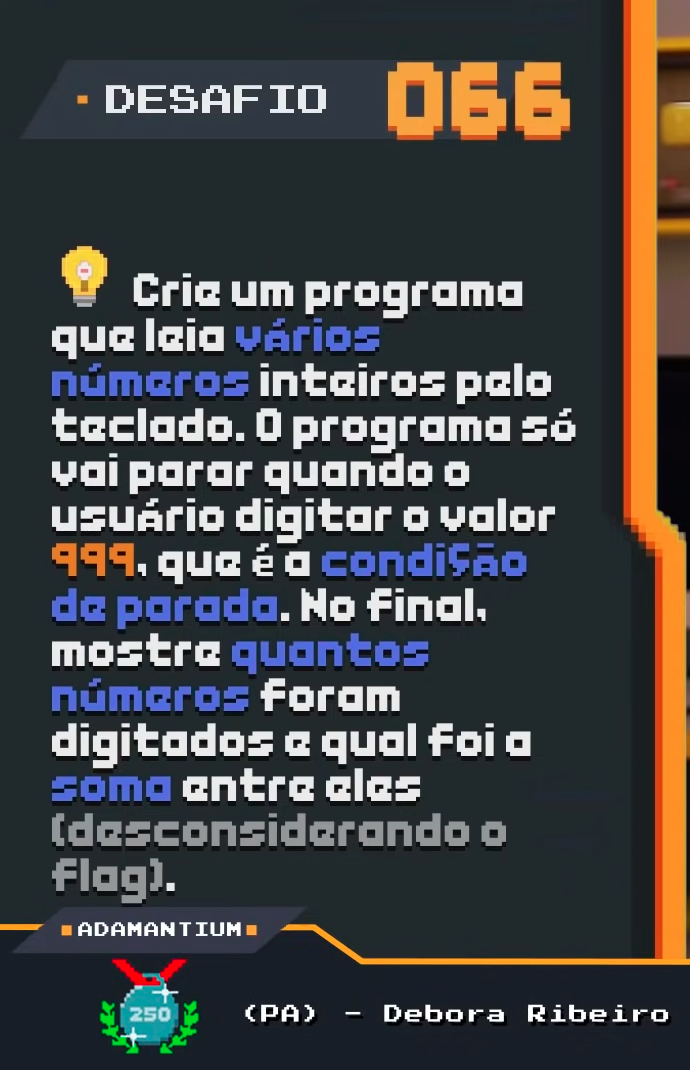 DESAFIO 066
Crie um programa
que leia vários
números inteiros pelo
teclado. O programa só
vai parar quando o
usuário digitar o valor
999, que é a condição
de parada. No final,
mostre quantos
números foram
digitados e qual foi a
soma entre eles
(desconsiderando o
flag).
ADAMANTIUM
250
(PA) - Debora Ribeiro